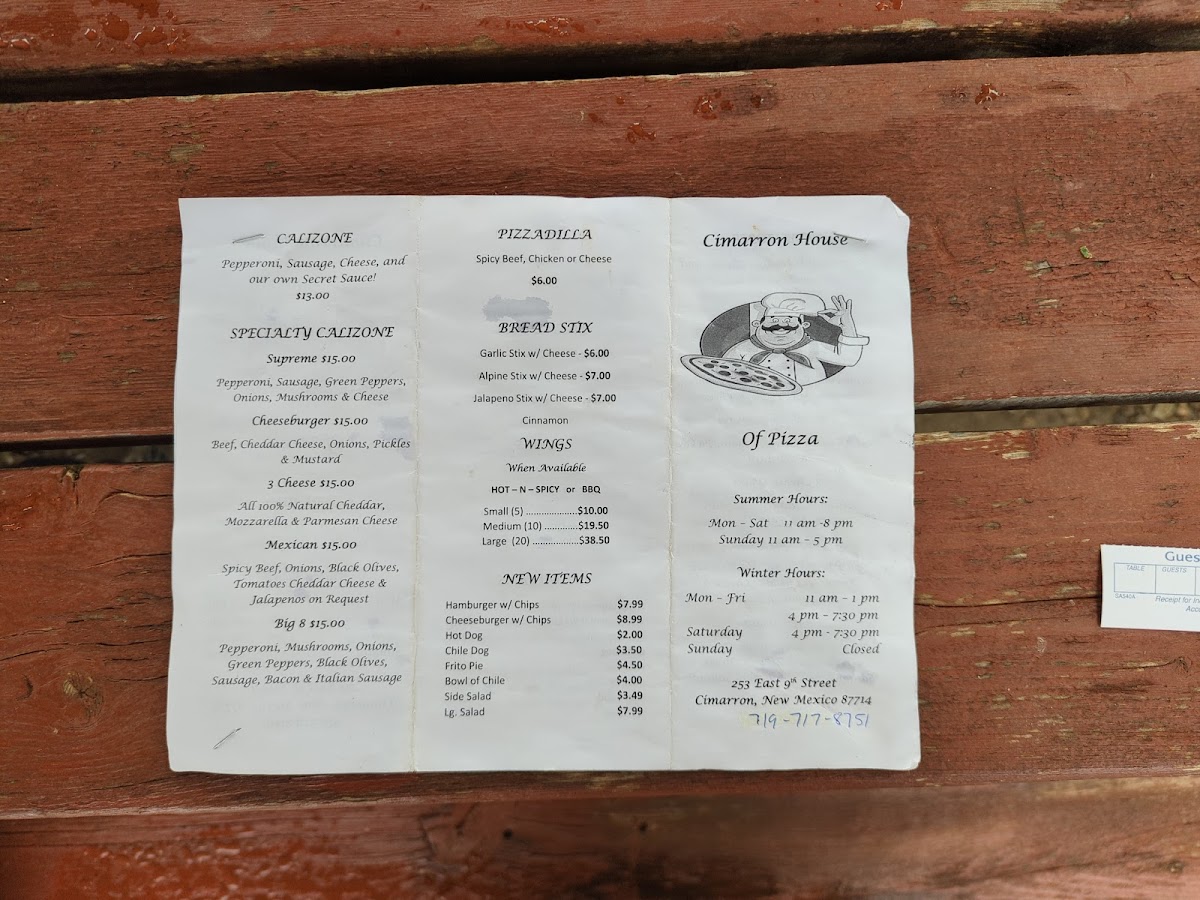 CALIZONE
Pepperoni, Sausage, Cheese, and
our own Secret Sauce!
$13.00
SPECIALTY CALIZONE
Supreme $15.00
Pepperoni, Sausage, Green Peppers,
Onions, Mushrooms & Cheese
Cheeseburger $15.00
Beef, Cheddar Cheese, Onions, Pickles
& Mustard
3 Cheese $15.00
All 100% Natural Cheddar,
Mozzarella & Parmesan Cheese
Mexican $15.00
Spicy Beef, Onions, Black Olives,
Tomatoes Cheddar Cheese &
Jalapenos on Request
Big 8 $15.00
Pepperoni, Mushrooms, Onions,
Green Peppers, Black Olives,
Sausage, Bacon & Italian Sausage
PIZZADILLA
Spicy Beef, Chicken or Cheese
$6.00
BREAD STIX
Garlic Stix w/ Cheese - $6.00
Alpine Stix w/ Cheese - $7.00
Jalapeno Stix w/ Cheese - $7.00
Cinnamon
WINGS
When Available
HOT – N – SPICY or BBQ
Small (5) ....................$10.00
Medium (10) .............$19.50
Large (20) ..................$38.50
NEW ITEMS
Hamburger w/ Chips $7.99
Cheeseburger w/ Chips $8.99
Hot Dog $2.00
Chile Dog $3.50
Frito Pie $4.50
Bowl of Chile $4.00
Side Salad $3.49
Lg. Salad $7.99
Cimarron House
Of Pizza
Summer Hours:
Mon – Sat 11 am -8 pm
Sunday 11 am – 5 pm
Winter Hours:
Mon – Fri 11 am – 1 pm
4 pm – 7:30 pm
Saturday 4 pm – 7:30 pm
Sunday Closed
253 East 9th Street
Cimarron, New Mexico 87714
719-717-8751
TABLE
GUESTS